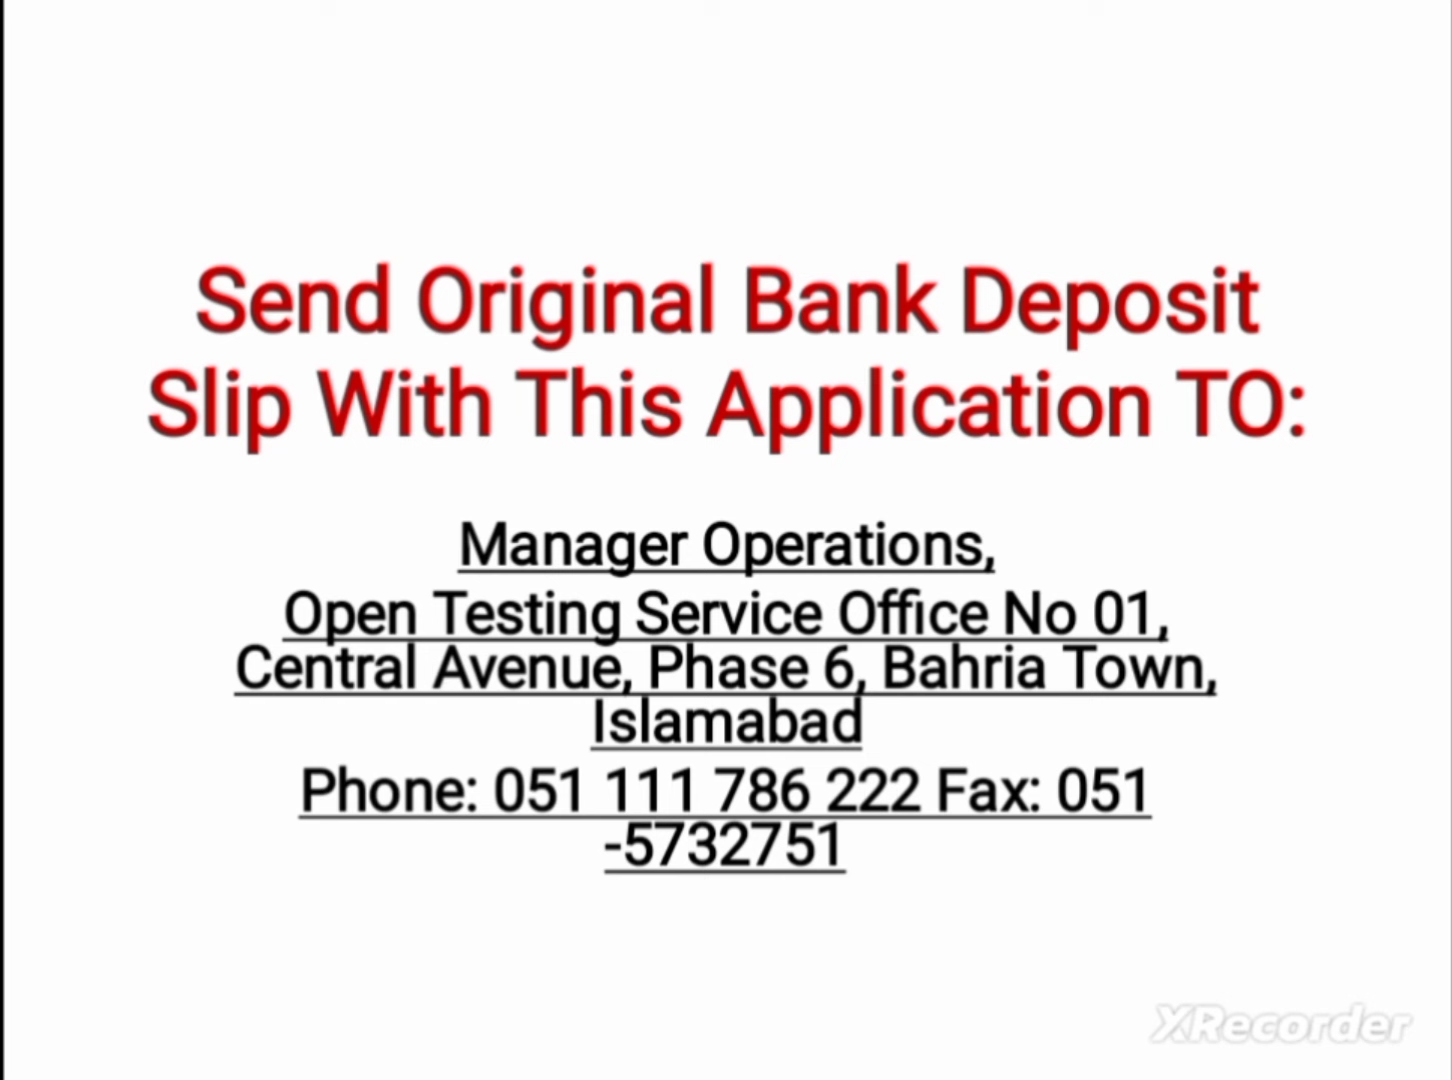 Send Original Bank Deposit
Slip With This Application TO:
Manager Operations,
Open Testing Service Office No 01,
Central Avenue, Phase 6, Bahria Town,
Islamabad
Phone: 051 111 786 222 Fax: 051
-5732751
XRecorder